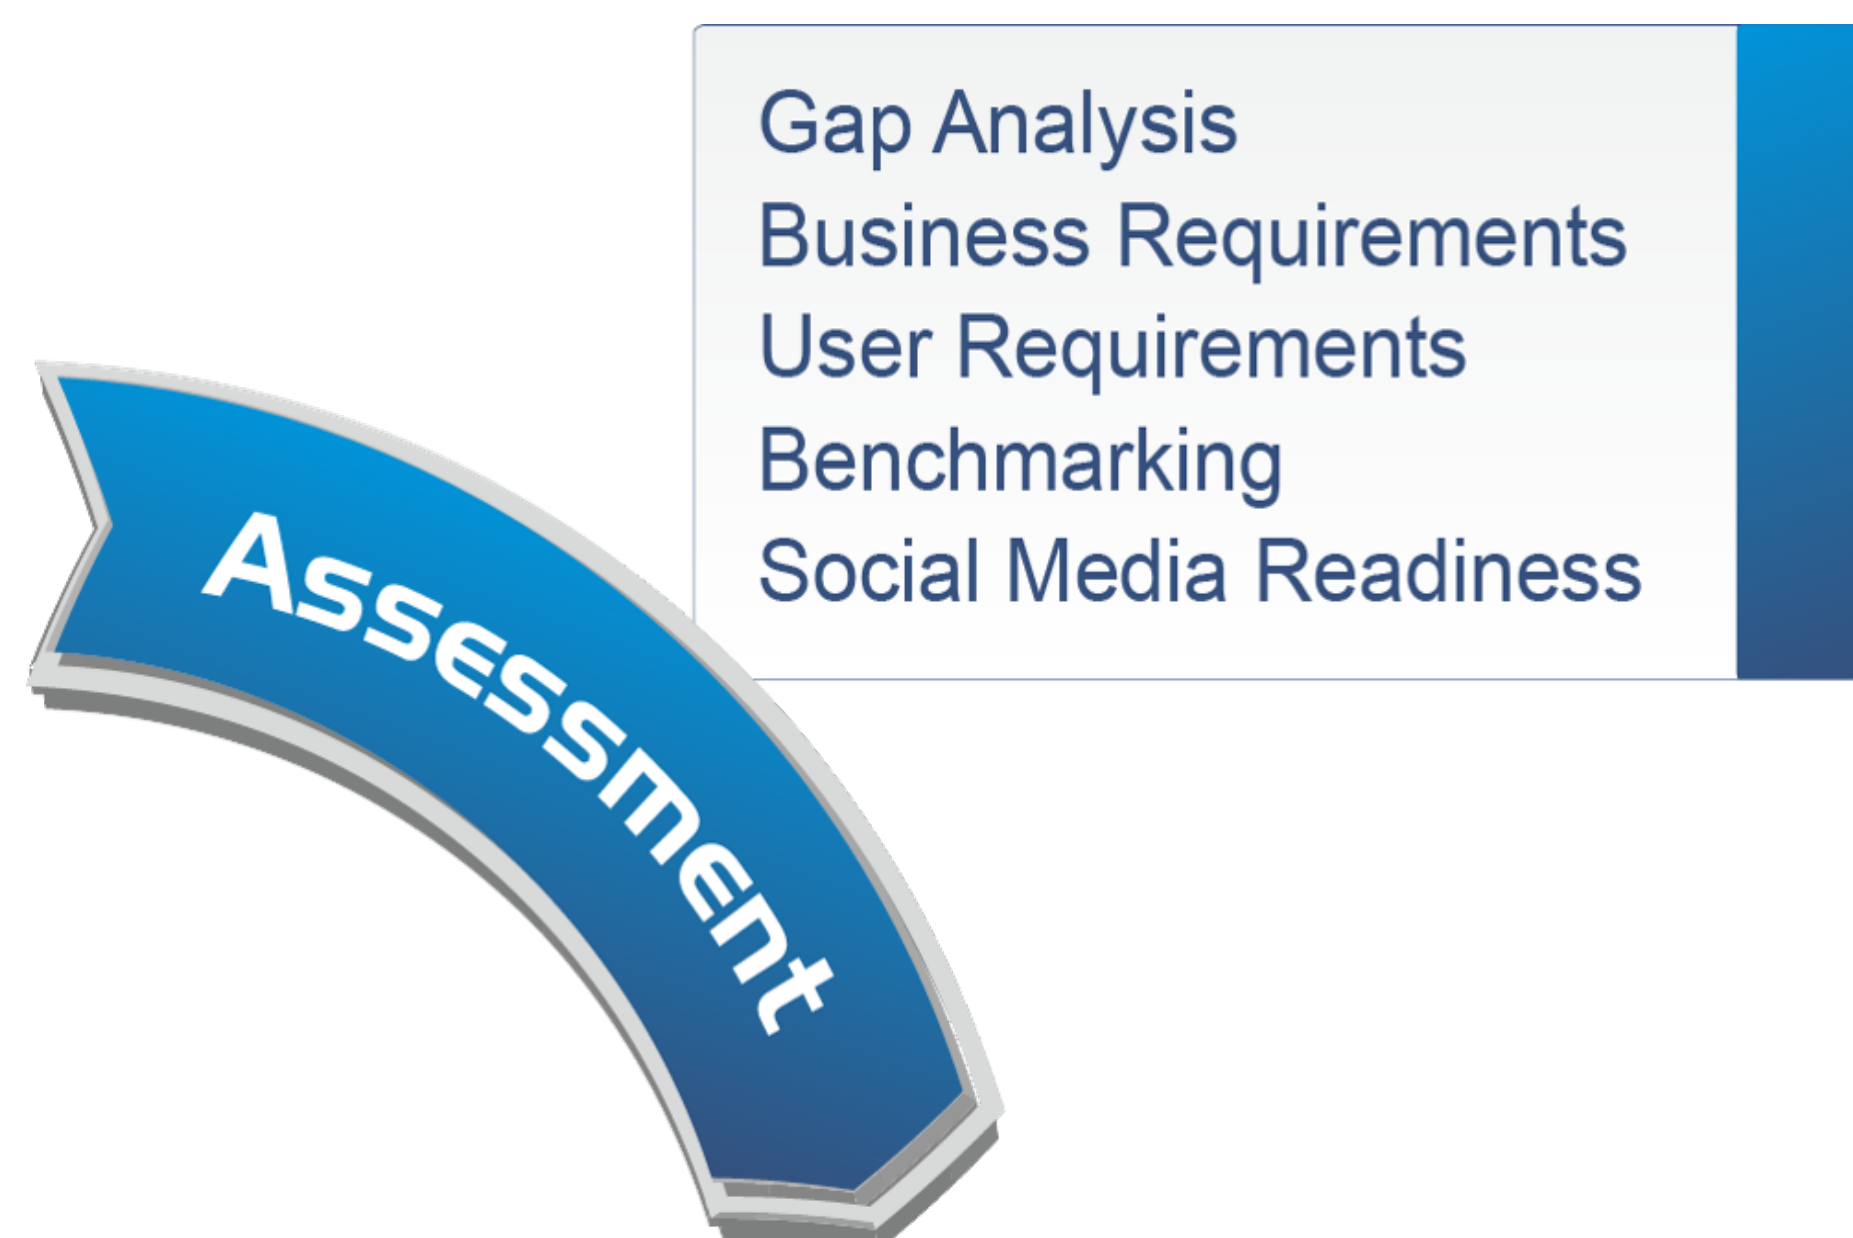 Gap Analysis
Business Requirements
User Requirements
Benchmarking
Social Media Readiness
Assessment